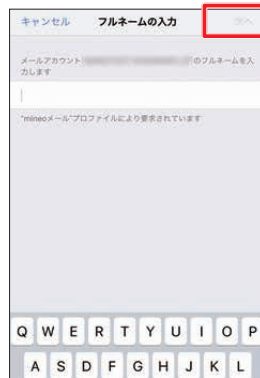 キャンセル フルネームの入力 次へ
メールアカウント のフルネームを入
力します
"mineoメール"プロファイルにより要求されています
Q W E R T Y U I O P
A S D F G H J K L